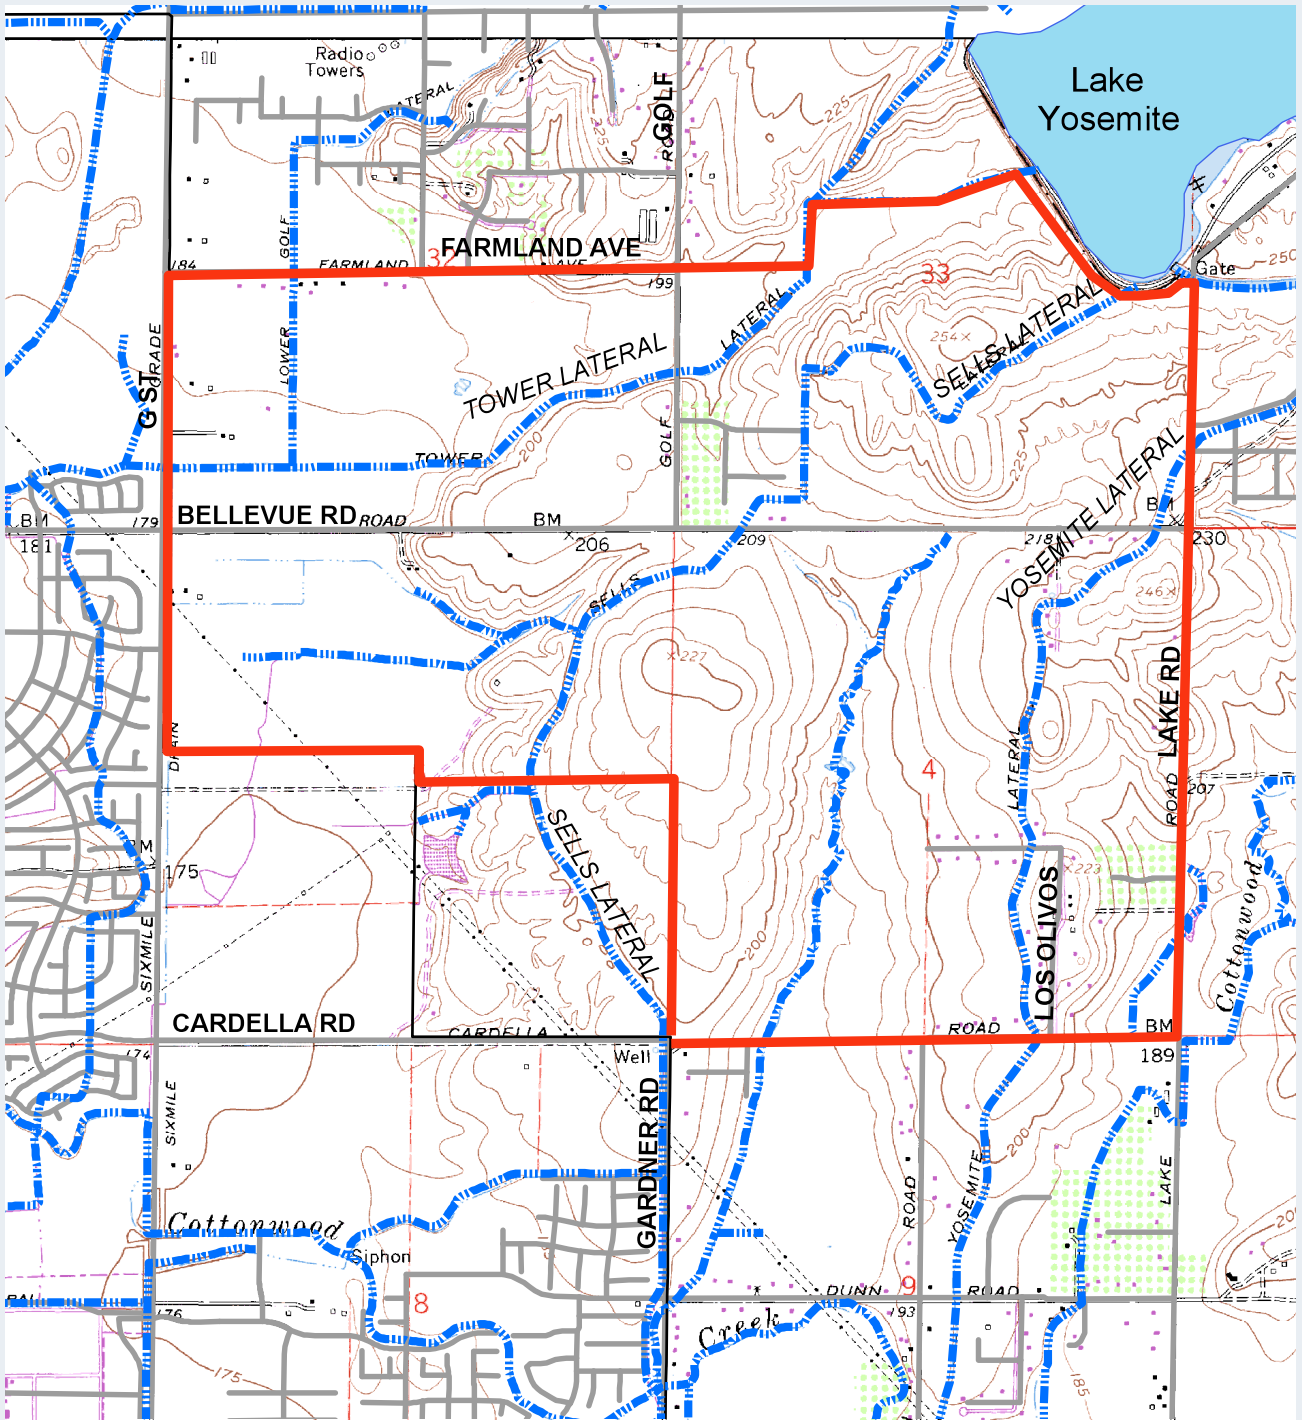 Radio
Towers
LATERAL
GOLF
ROAD
225
225
Lake
Yosemite
GOLF
FARMLAND AVE
32
184
FARMLAND
AVE
199
33
Gate
250
GRADE
G ST
LOWER
TOWER LATERAL
LATERAL
254
SELLS LATERAL
LATERAL
GOLF
200
TOWER
225
YOSEMITE LATERAL
BM
181
179
BELLEVUE RD
ROAD
BM
206
209
218
BM
230
SELLS
246
227
LAKE RD
DRAIN
LATERAL
4
ROAD
207
BM
175
SELLS LATERAL
223
LOS OLIVOS
Cottonwood
SIXMILE
200
CARDELLA RD
CARDELLA
ROAD
BM
174
Well
189
SIXMILE
GARDNER RD
200
ROAD
YOSEMITE
LAKE
Cottonwood
Siphon
176
8
DUNN
9
ROAD
193
Creek
175
185